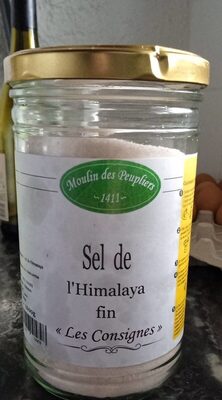 Moulin des Peupliers
~1411~
Sel de
l'Himalaya
fin
« Les Consignes »